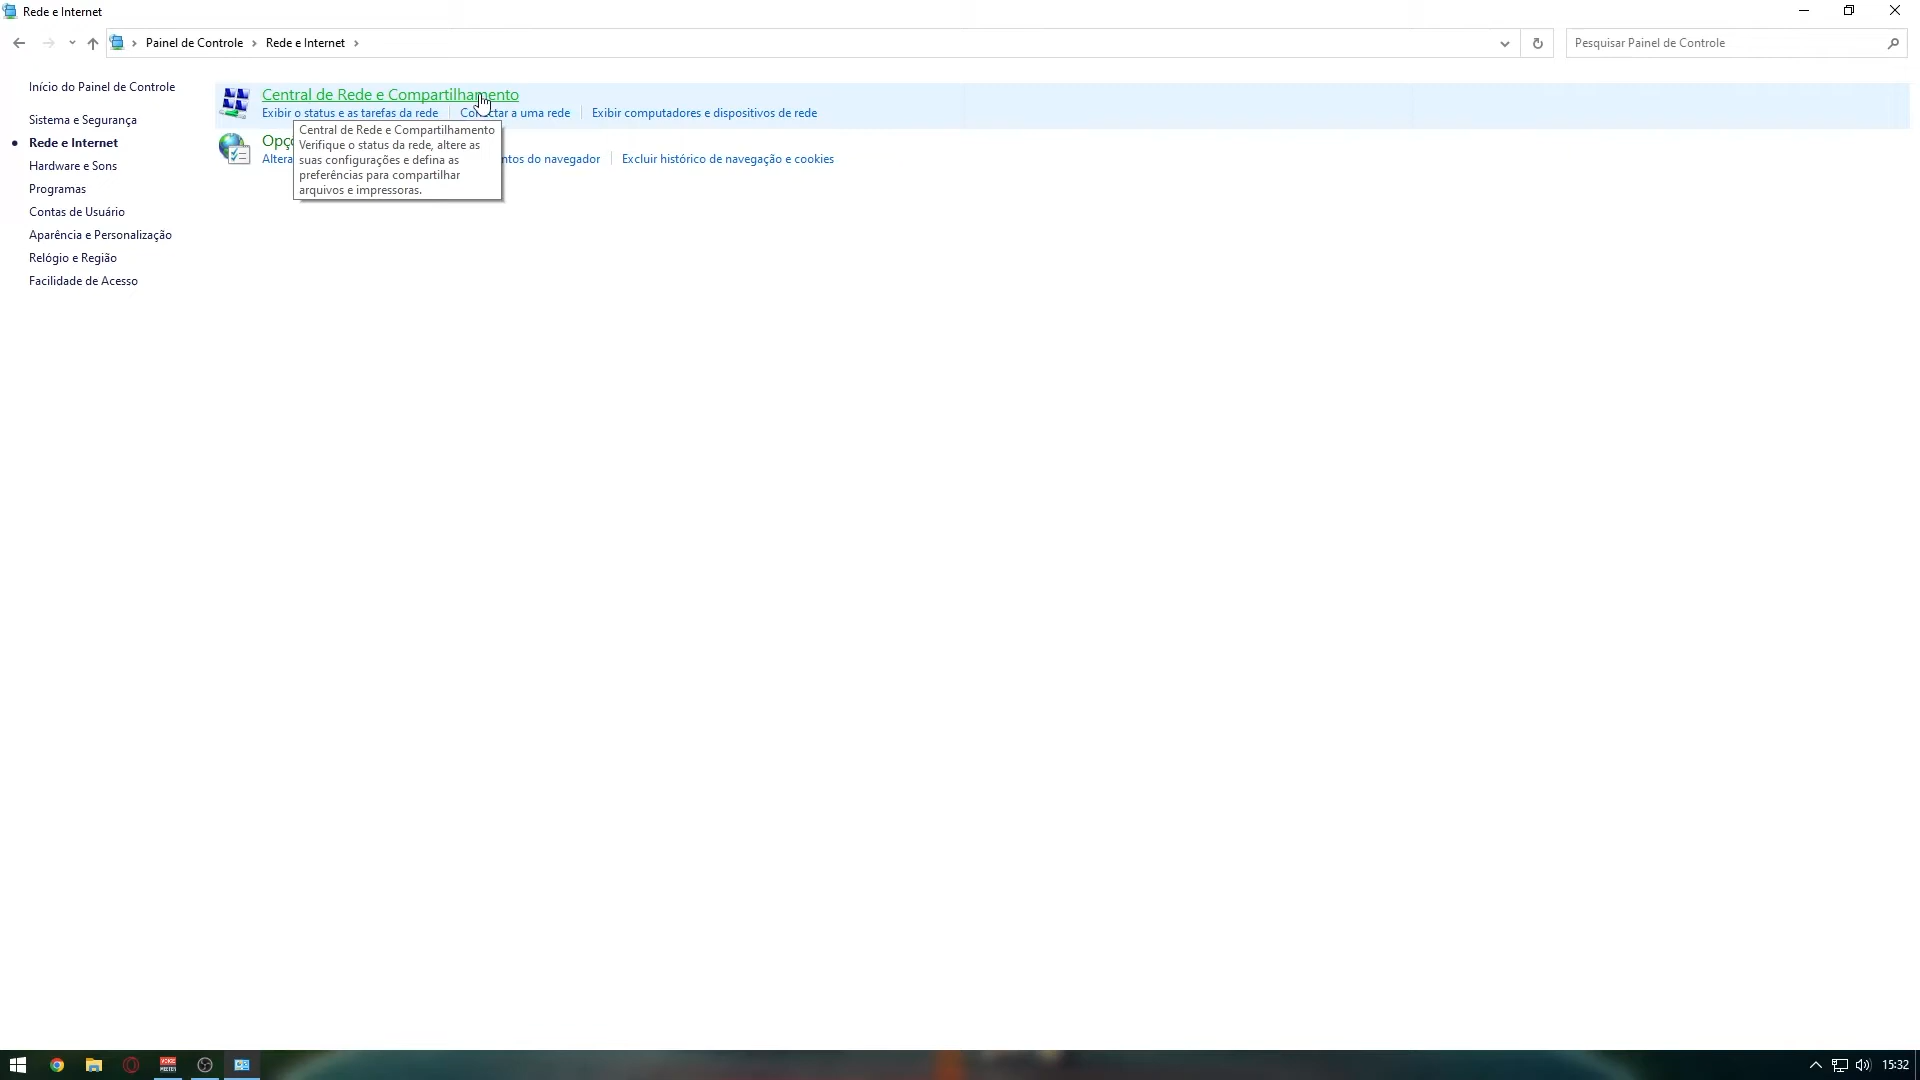 Rede e Internet
Painel de Controle
Rede e Internet
Pesquisar Painel de Controle
Início do Painel de Controle
Sistema e Segurança
Rede e Internet
Hardware e Sons
Programas
Contas de Usuário
Aparência e Personalização
Relógio e Região
Facilidade de Acesso
Central de Rede e Compartilhamento
Exibir o status e as tarefas da rede
a uma rede
Exibir computadores e dispositivos de rede
Central de Rede e Compartilhamento
Verifique o status da rede, altere as
suas configurações e defina as
preferências para compartilhar
arquivos e impressoras.
do navegador
Excluir histórico de navegação e cookies
15:32